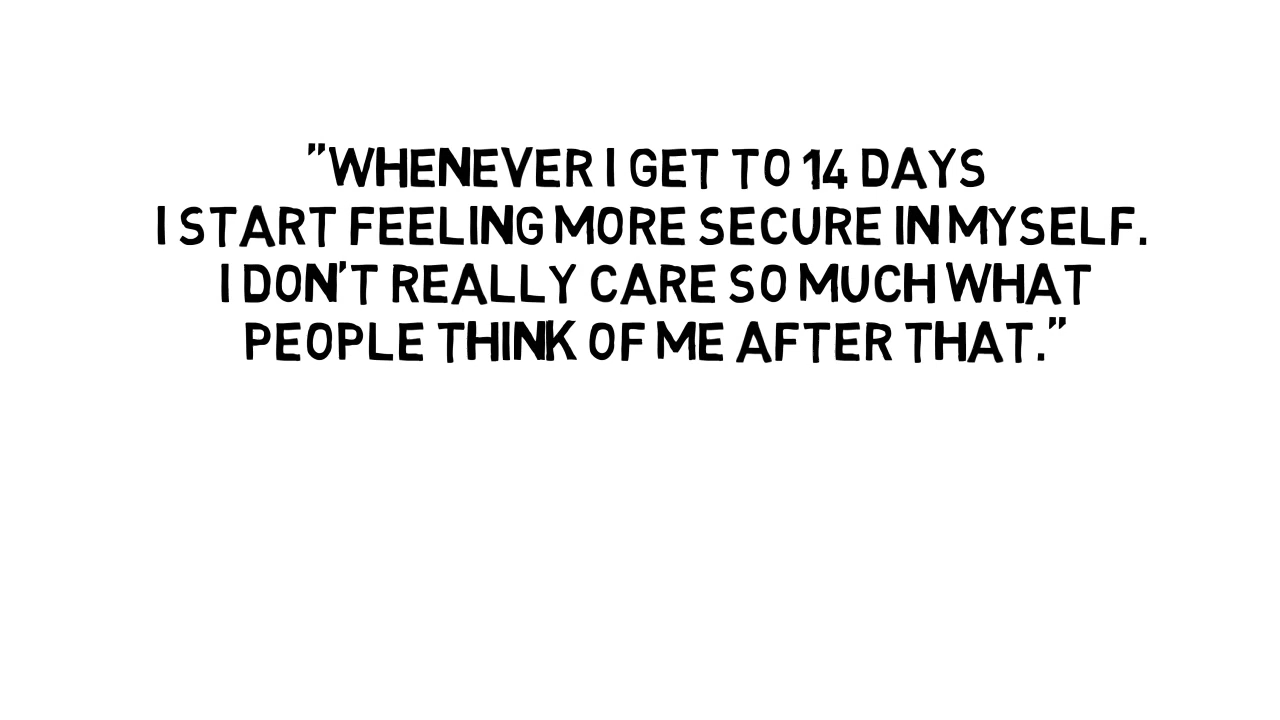 "WHENEVER I GET TO 14 DAYS
I START FEELING MORE SECURE IN MYSELF.
I DON'T REALLY CARE SO MUCH WHAT
PEOPLE THINK OF ME AFTER THAT."